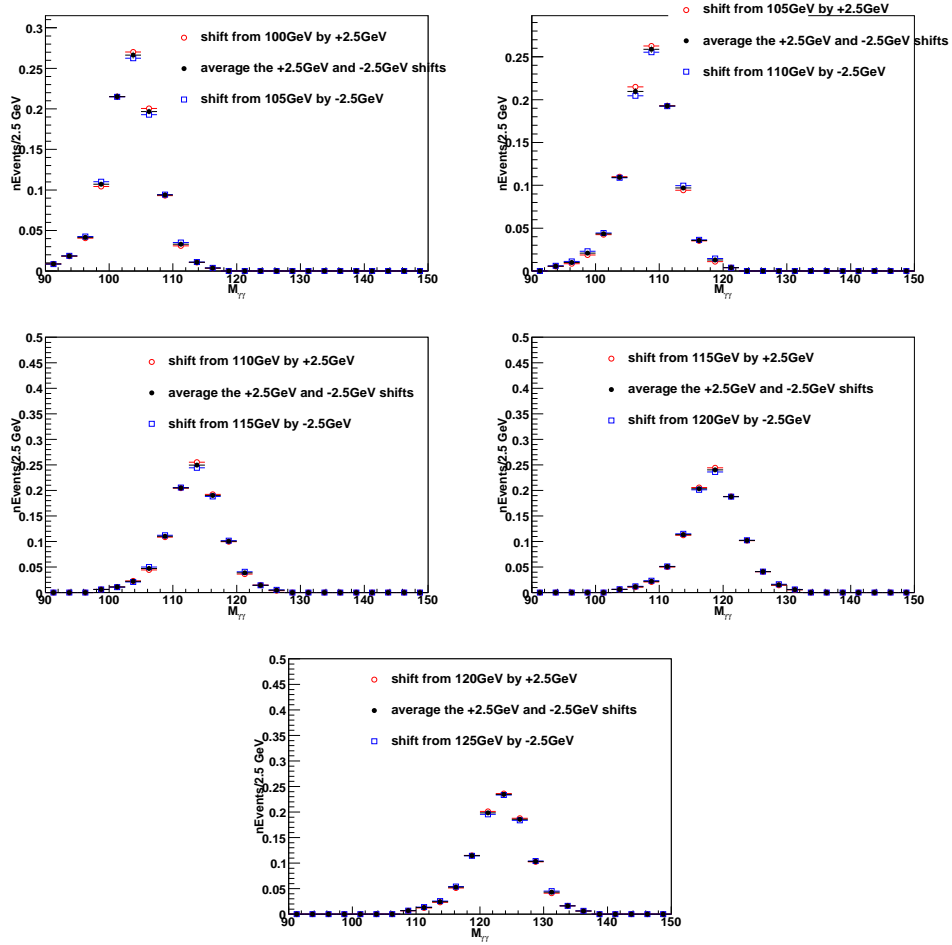 shift from 100GeV by +2.5GeV
average the +2.5GeV and -2.5GeV shifts
shift from 105GeV by -2.5GeV
nEvents/2.5 GeV
0.3
0.25
0.2
0.15
0.1
0.05
0
90 100 110 120 130 140 150
Mγγ
shift from 105GeV by +2.5GeV
average the +2.5GeV and -2.5GeV shifts
shift from 110GeV by -2.5GeV
nEvents/2.5 GeV
0.25
0.2
0.15
0.1
0.05
0
90 100 110 120 130 140 150
Mγγ
shift from 110GeV by +2.5GeV
average the +2.5GeV and -2.5GeV shifts
shift from 115GeV by -2.5GeV
nEvents/2.5 GeV
0.5
0.45
0.4
0.35
0.3
0.25
0.2
0.15
0.1
0.05
0
90 100 110 120 130 140 150
Mγγ
shift from 115GeV by +2.5GeV
average the +2.5GeV and -2.5GeV shifts
shift from 120GeV by -2.5GeV
nEvents/2.5 GeV
0.5
0.45
0.4
0.35
0.3
0.25
0.2
0.15
0.1
0.05
0
90 100 110 120 130 140 150
Mγγ
shift from 120GeV by +2.5GeV
average the +2.5GeV and -2.5GeV shifts
shift from 125GeV by -2.5GeV
nEvents/2.5 GeV
0.5
0.45
0.4
0.35
0.3
0.25
0.2
0.15
0.1
0.05
0
90 100 110 120 130 140 150
Mγγ